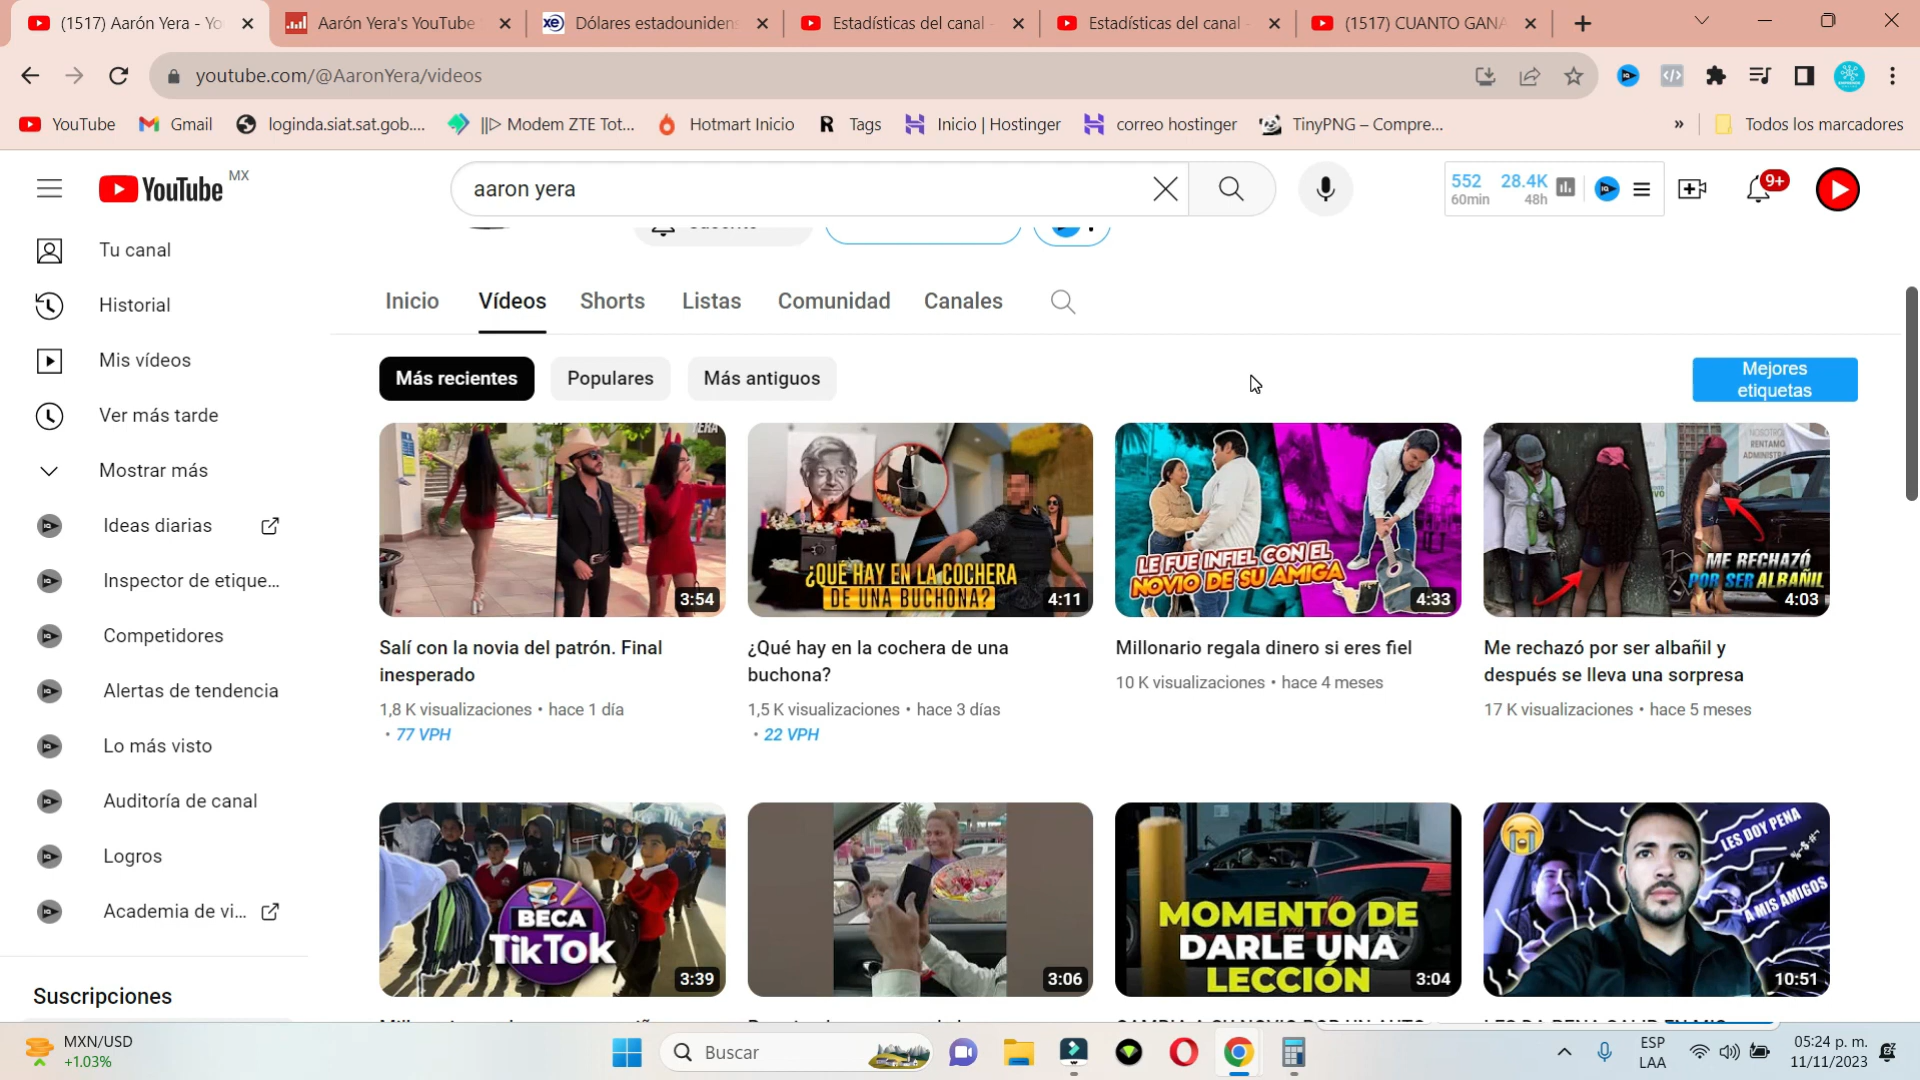 (1517) Aarón Yera - Yo
Aarón Yera's YouTube
Dólares estadounidens
Estadísticas del canal -
Estadísticas del canal -
(1517) CUANTO GANA
youtube.com/@AaronYera/videos
YouTube
Gmail
loginda.siat.sat.gob....
||▷ Modem ZTE Tot...
Hotmart Inicio
Tags
Inicio | Hostinger
correo hostinger
TinyPNG – Compre...
»
Todos los marcadores
YouTube MX
aaron yera
552
60min
28.4K
48h
9+
Tu canal
Historial
Mis vídeos
Ver más tarde
Mostrar más
Ideas diarias
Inspector de etique...
Competidores
Alertas de tendencia
Lo más visto
Auditoría de canal
Logros
Academia de vi...
Suscripciones
Inicio
Vídeos
Shorts
Listas
Comunidad
Canales
Más recientes
Populares
Más antiguos
Mejores
etiquetas
YERA
3:54
¿QUÉ HAY EN LA COCHERA
DE UNA BUCHONA?
4:11
LE FUE INFIEL CON EL
NOVIO DE SU AMIGA
4:33
NOSOTRO
RENTAMO
ADMINISTRA
ME RECHAZÓ
POR SER ALBAÑIL
4:03
Salí con la novia del patrón. Final
inesperado
1,8 K visualizaciones • hace 1 día
• 77 VPH
¿Qué hay en la cochera de una
buchona?
1,5 K visualizaciones • hace 3 días
• 22 VPH
Millonario regala dinero si eres fiel
10 K visualizaciones • hace 4 meses
Me rechazó por ser albañil y
después se lleva una sorpresa
17 K visualizaciones • hace 5 meses
BECA
TikTok
3:39
3:06
MOMENTO DE
DARLE UNA
LECCIÓN
3:04
LES DOY PENA
A MIS AMIGOS
10:51
MXN/USD
+1.03%
Buscar
ESP
LAA
05:24 p. m.
11/11/2023